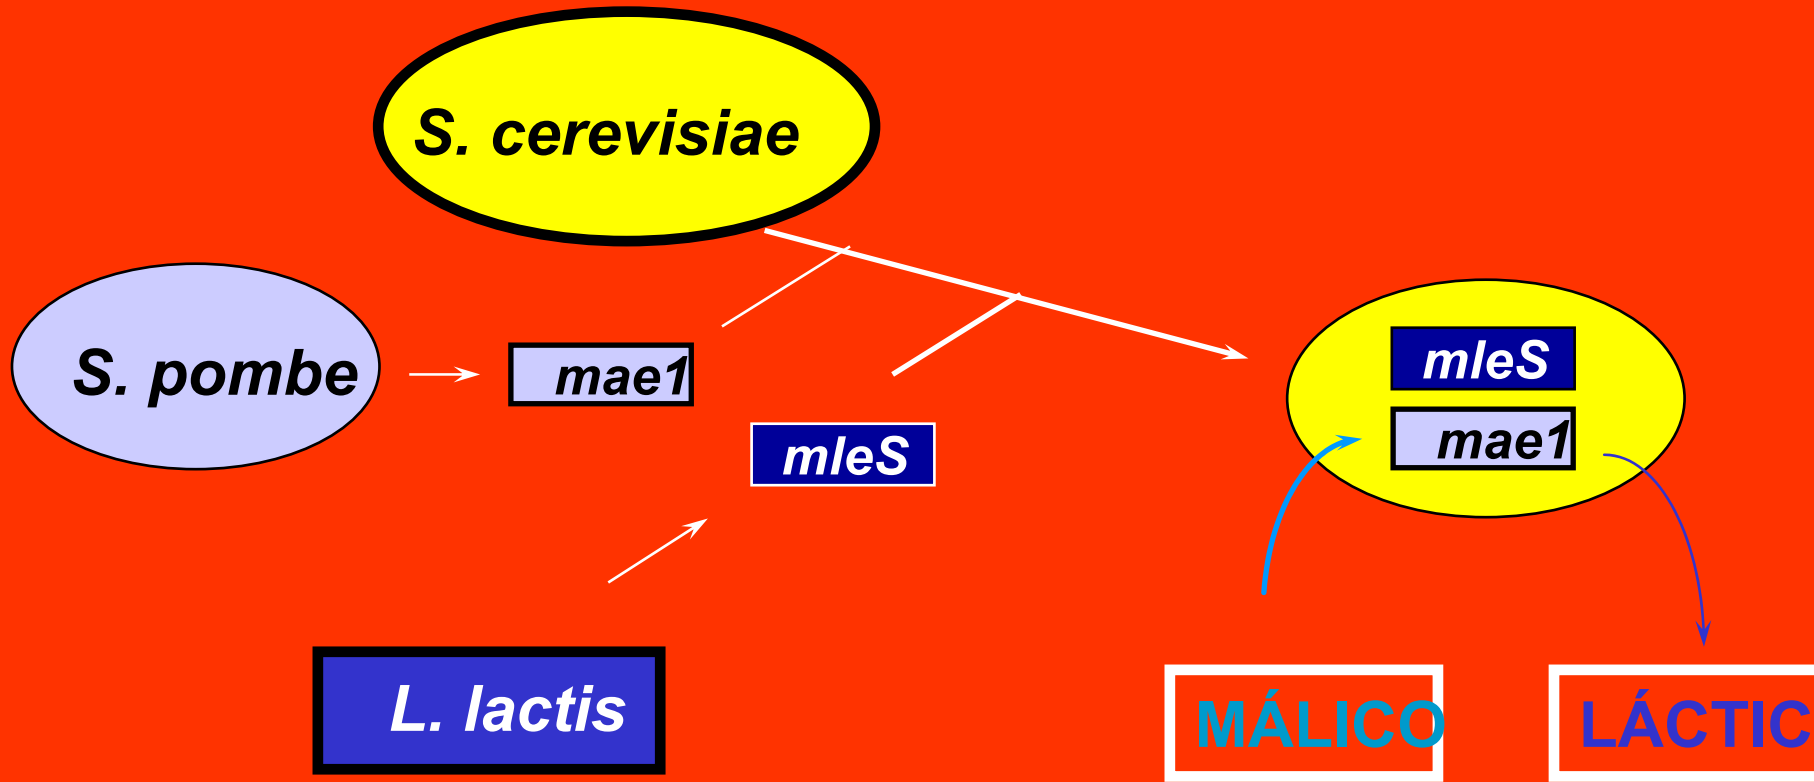 S. cerevisiae
S. pombe
mae1
mleS
mleS
mae1
L. lactis
MÁLICO
LÁCTIC